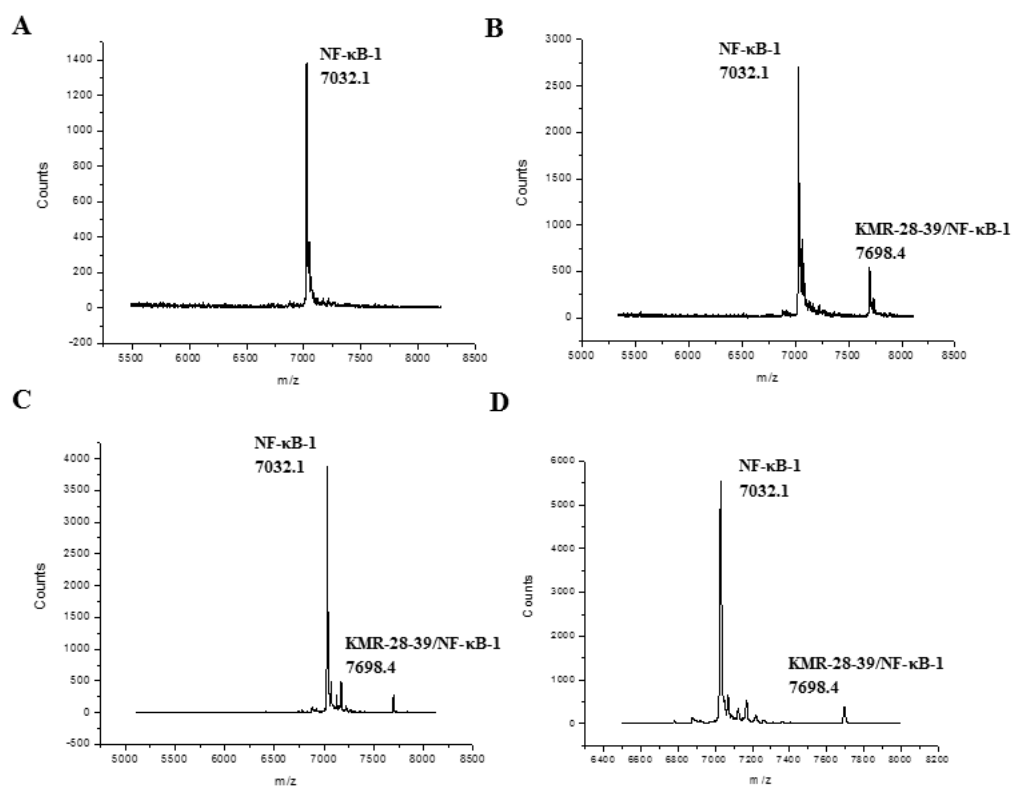 A
NF-κB-1
7032.1
1400
1200
1000
800
600
400
200
0
-200
Counts
5500 6000 6500 7000 7500 8000 8500
m/z
B
NF-κB-1
7032.1
KMR-28-39/NF-κB-1
7698.4
3000
2500
2000
1500
1000
500
0
Counts
5000 5500 6000 6500 7000 7500 8000 8500
m/z
C
NF-κB-1
7032.1
KMR-28-39/NF-κB-1
7698.4
4000
3500
3000
2500
2000
1500
1000
500
0
-500
Counts
5000 5500 6000 6500 7000 7500 8000 8500
m/z
D
NF-κB-1
7032.1
KMR-28-39/NF-κB-1
7698.4
6000
5000
4000
3000
2000
1000
0
Counts
6400 6600 6800 7000 7200 7400 7600 7800 8000 8200
m/z